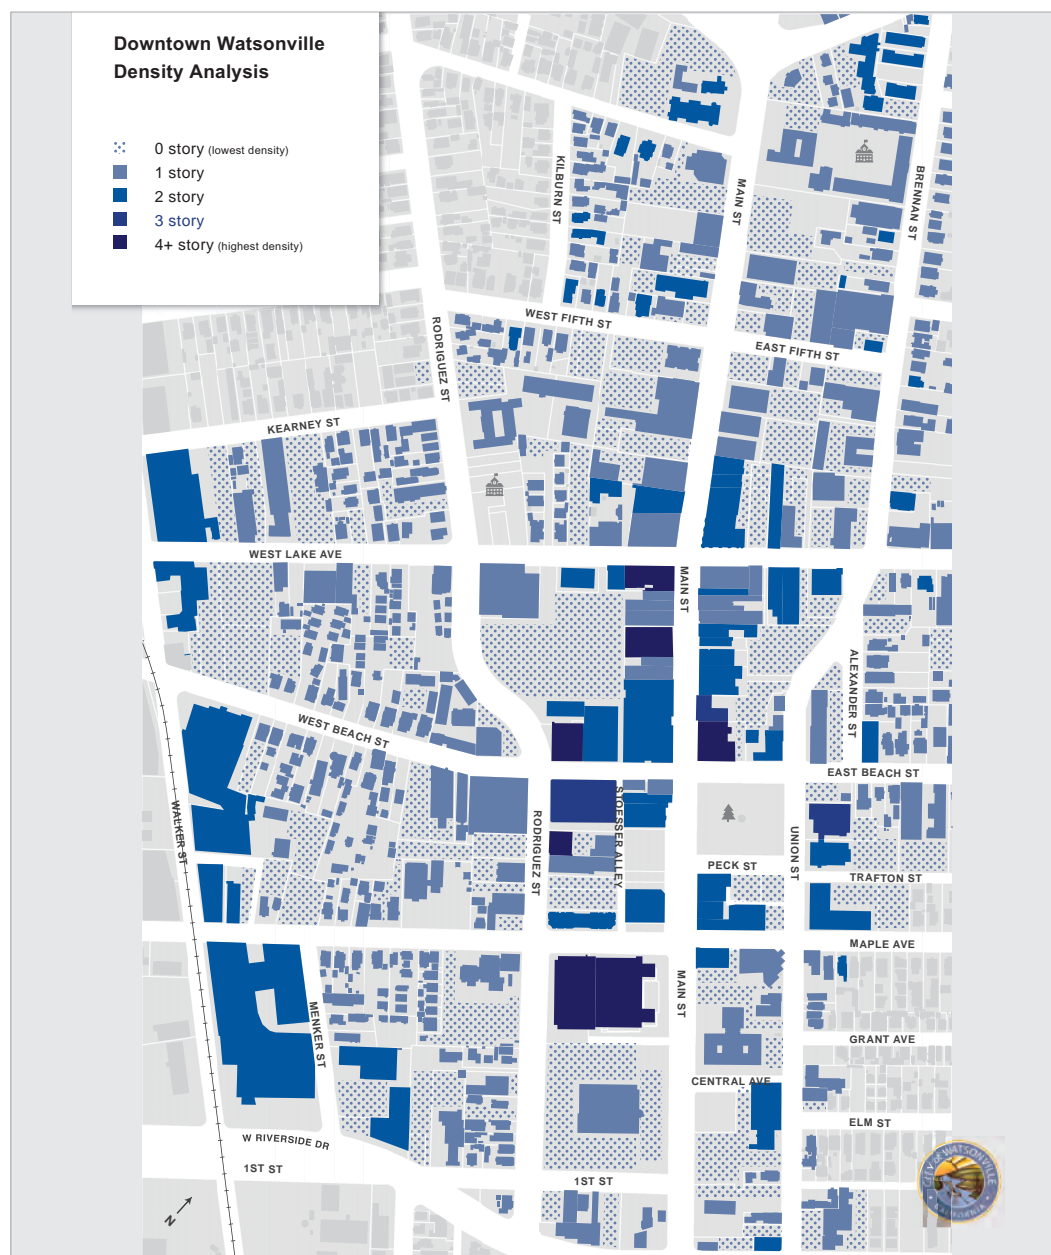 Downtown Watsonville
Density Analysis
0 story (lowest density)
1 story
2 story
3 story
4+ story (highest density)
KILBURN ST
MAIN ST
BRENNAN ST
WEST FIFTH ST
EAST FIFTH ST
RODRIGUEZ ST
KEARNEY ST
WEST LAKE AVE
MAIN ST
ALEXANDER ST
WEST BEACH ST
EAST BEACH ST
WALKER ST
RODRIGUEZ ST
STOESSER ALLEY
UNION ST
PECK ST
TRAFTON ST
MAPLE AVE
MENKER ST
MAIN ST
GRANT AVE
CENTRAL AVE
ELM ST
W RIVERSIDE DR
1ST ST
1ST ST
N
CITY OF WATSONVILLE
CALIFORNIA